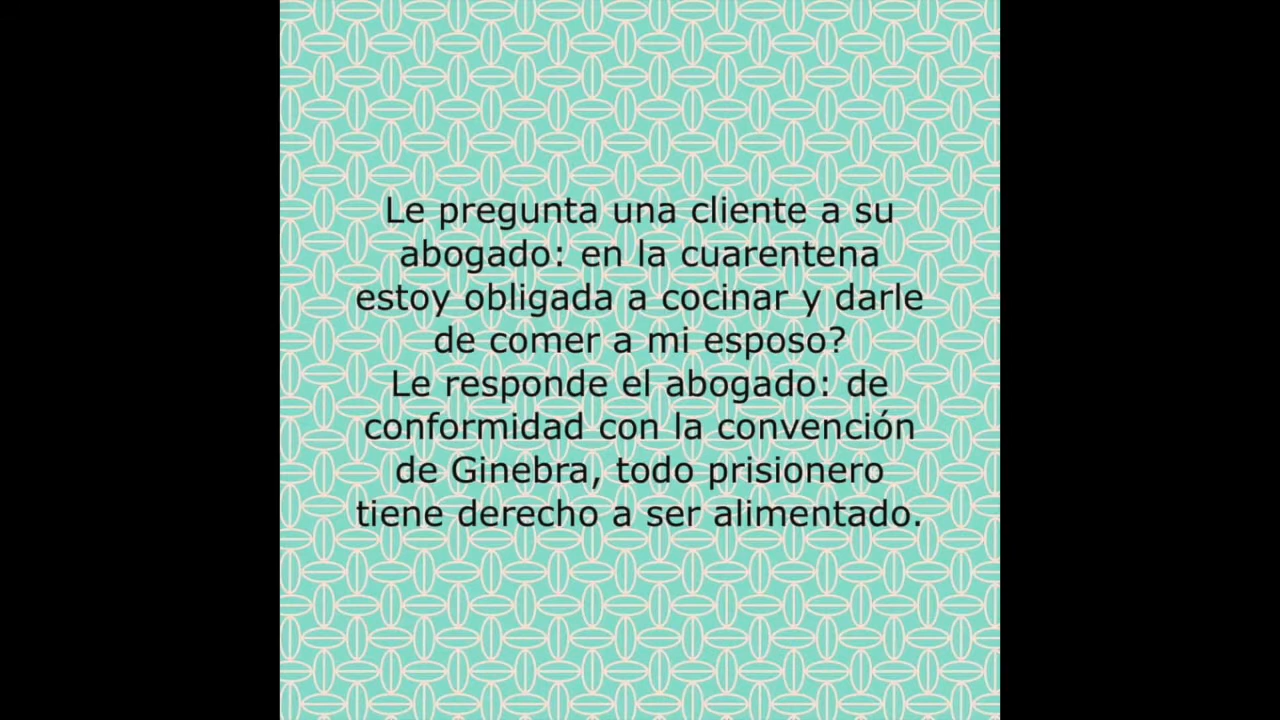 Le pregunta una cliente a su
abogado: en la cuarentena
estoy obligada a cocinar y darle
de comer a mi esposo?
Le responde el abogado: de
conformidad con la convención
de Ginebra, todo prisionero
tiene derecho a ser alimentado.